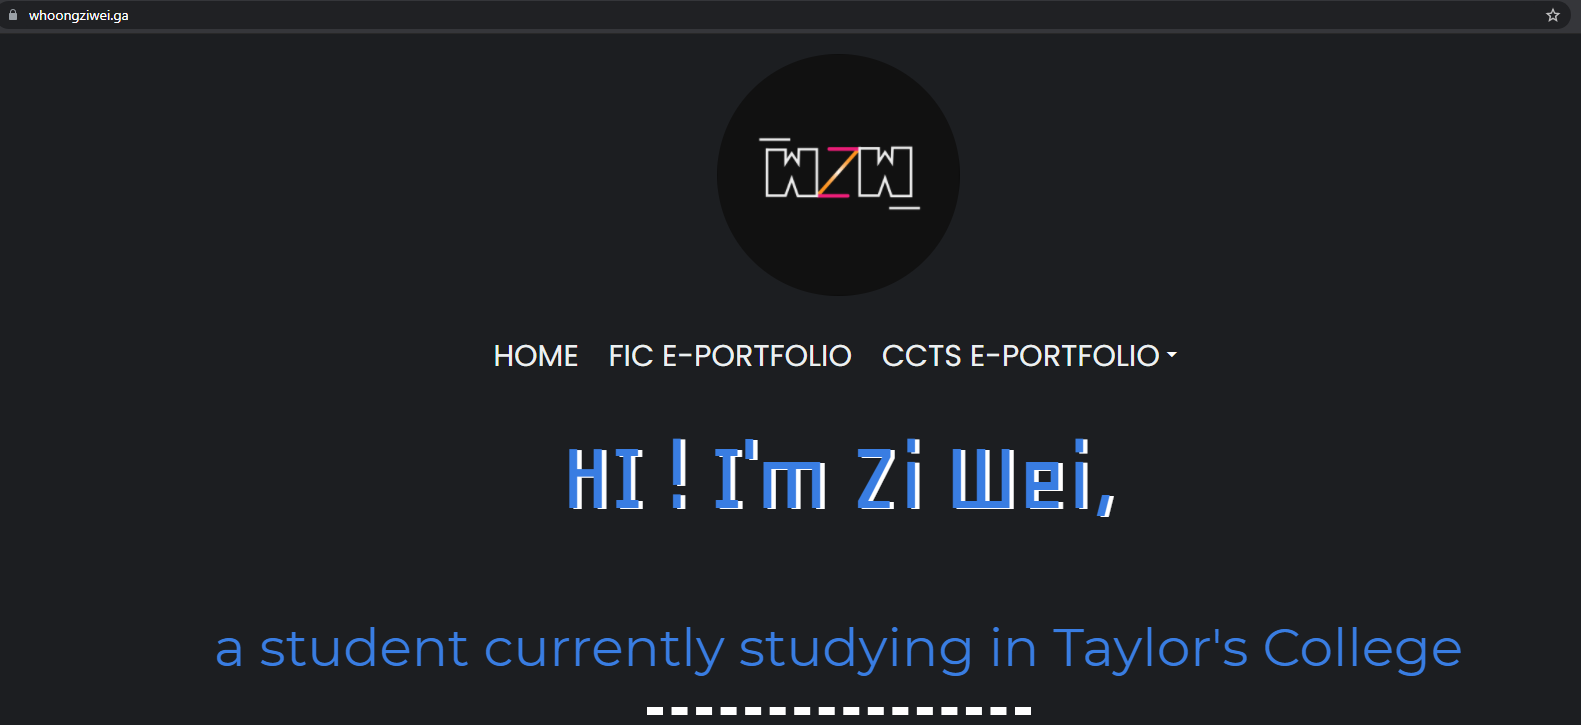 whoongziwei.ga
WZW
HOME FIC E-PORTFOLIO CCTS E-PORTFOLIO
HI ! I'm Zi Wei,
a student currently studying in Taylor's College